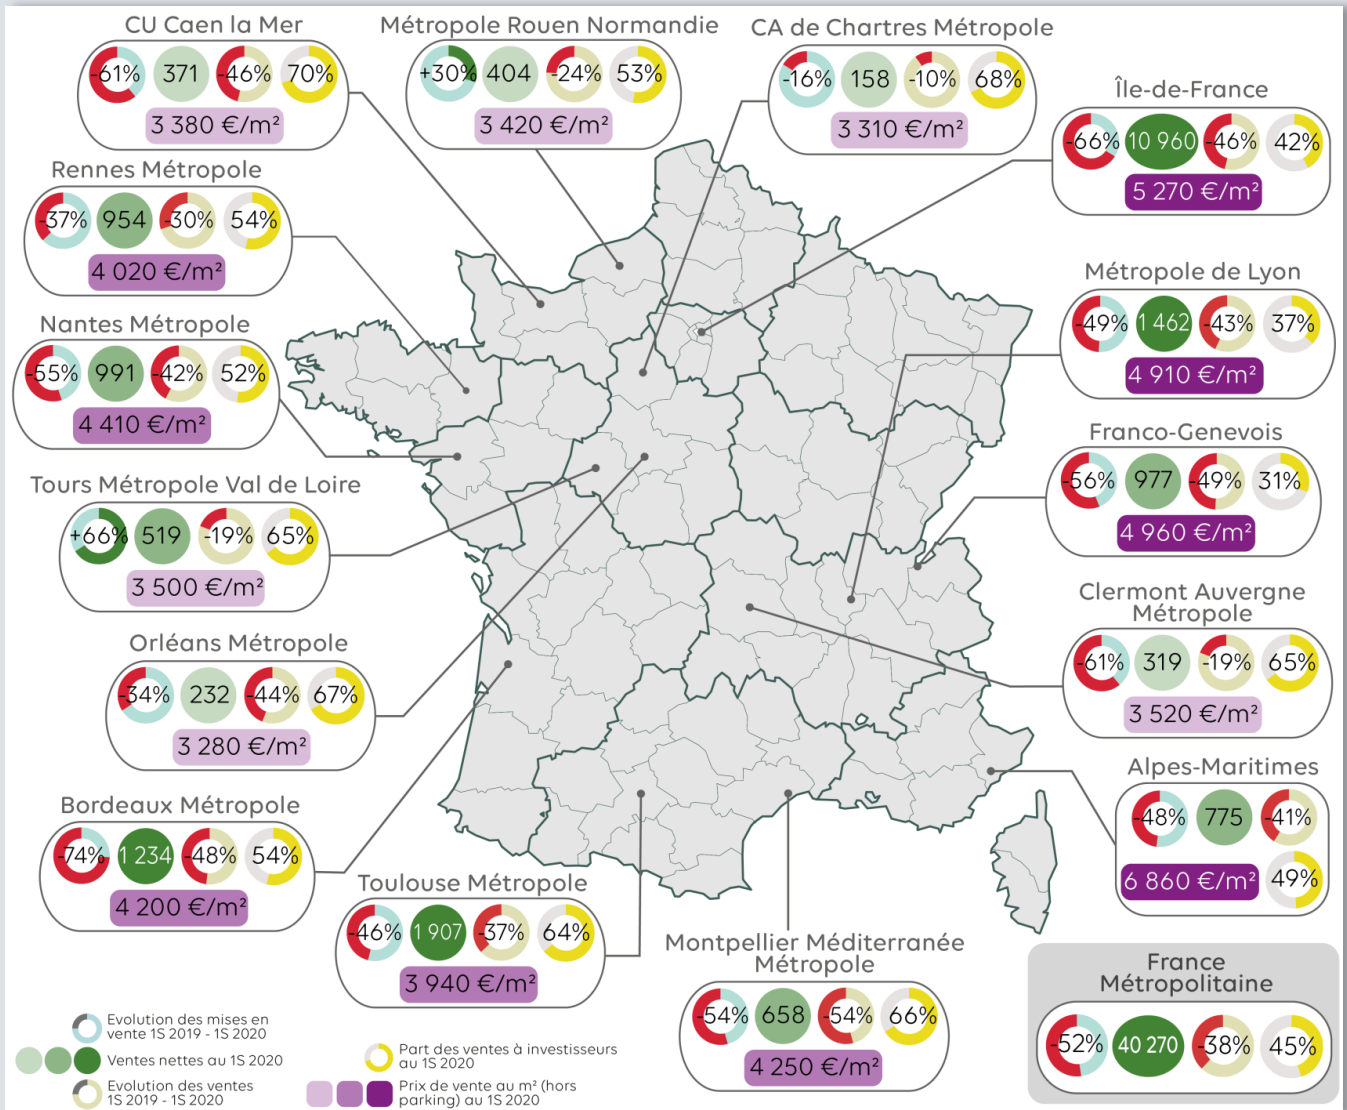 CU Caen la Mer
-61% 371 -46% 70%
3 380 €/m²
Métropole Rouen Normandie
+30% 404 -24% 53%
3 420 €/m²
CA de Chartres Métropole
-16% 158 -10% 68%
3 310 €/m²
Île-de-France
-66% 10 960 -46% 42%
5 270 €/m²
Rennes Métropole
-37% 954 -30% 54%
4 020 €/m²
Métropole de Lyon
-49% 1 462 -43% 37%
4 910 €/m²
Nantes Métropole
-55% 991 -42% 52%
4 410 €/m²
Franco-Genevois
-56% 977 -49% 31%
4 960 €/m²
Tours Métropole Val de Loire
+66% 519 -19% 65%
3 500 €/m²
Clermont Auvergne
Métropole
-61% 319 -19% 65%
3 520 €/m²
Orléans Métropole
-34% 232 -44% 67%
3 280 €/m²
Alpes-Maritimes
-48% 775 -41%
6 860 €/m² 49%
Bordeaux Métropole
-74% 1 234 -48% 54%
4 200 €/m²
Toulouse Métropole
-46% 1 907 -37% 64%
3 940 €/m²
Montpellier Méditerranée
Métropole
-54% 658 -54% 66%
4 250 €/m²
France
Métropolitaine
-52% 40 270 -38% 45%
Evolution des mises en
vente 1S 2019 - 1S 2020
Ventes nettes au 1S 2020
Evolution des ventes
1S 2019 - 1S 2020
Part des ventes à investisseurs
au 1S 2020
Prix de vente au m² (hors
parking) au 1S 2020